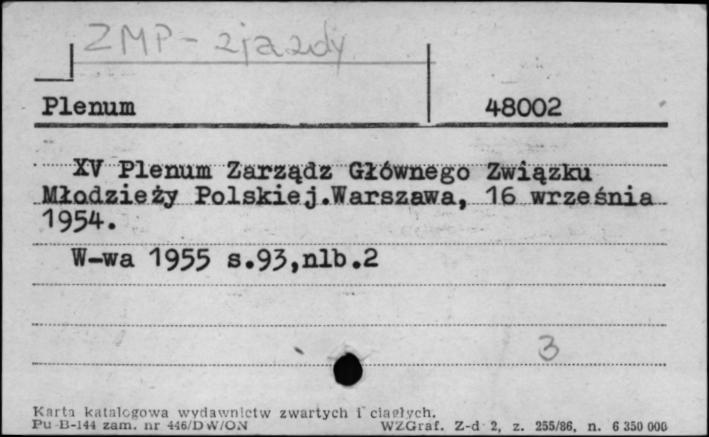 ZMP - zjazdy
Plenum 48002
XV Plenum Zarządz Głównego Związku
Młodzieży Polskiej.Warszawa, 16 września
1954.
W-wa 1955 s.93,nlb.2
3
Karta katalogowa wydawnictw zwartych i ciągłych.
Pu-B-144 zam. nr 446/DW/ON WZGraf. Z-d 2, z. 255/86, n. 6 350 000